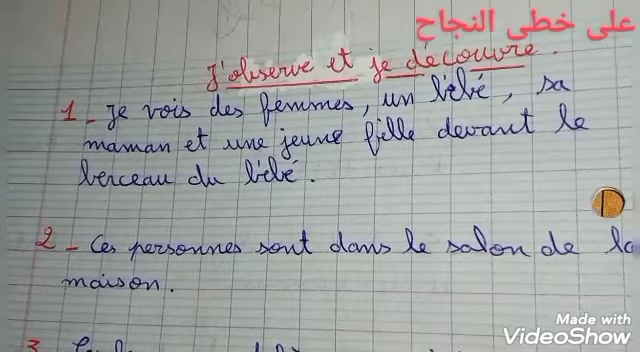 على خطى النجاح
J'observe et je découvre.
1- Je vois des femmes, un bébé, sa
maman et une jeune fille devant le
berceau du bébé.
2- Ces personnes sont dans le salon de la
maison.
3
Made with
VideoShow